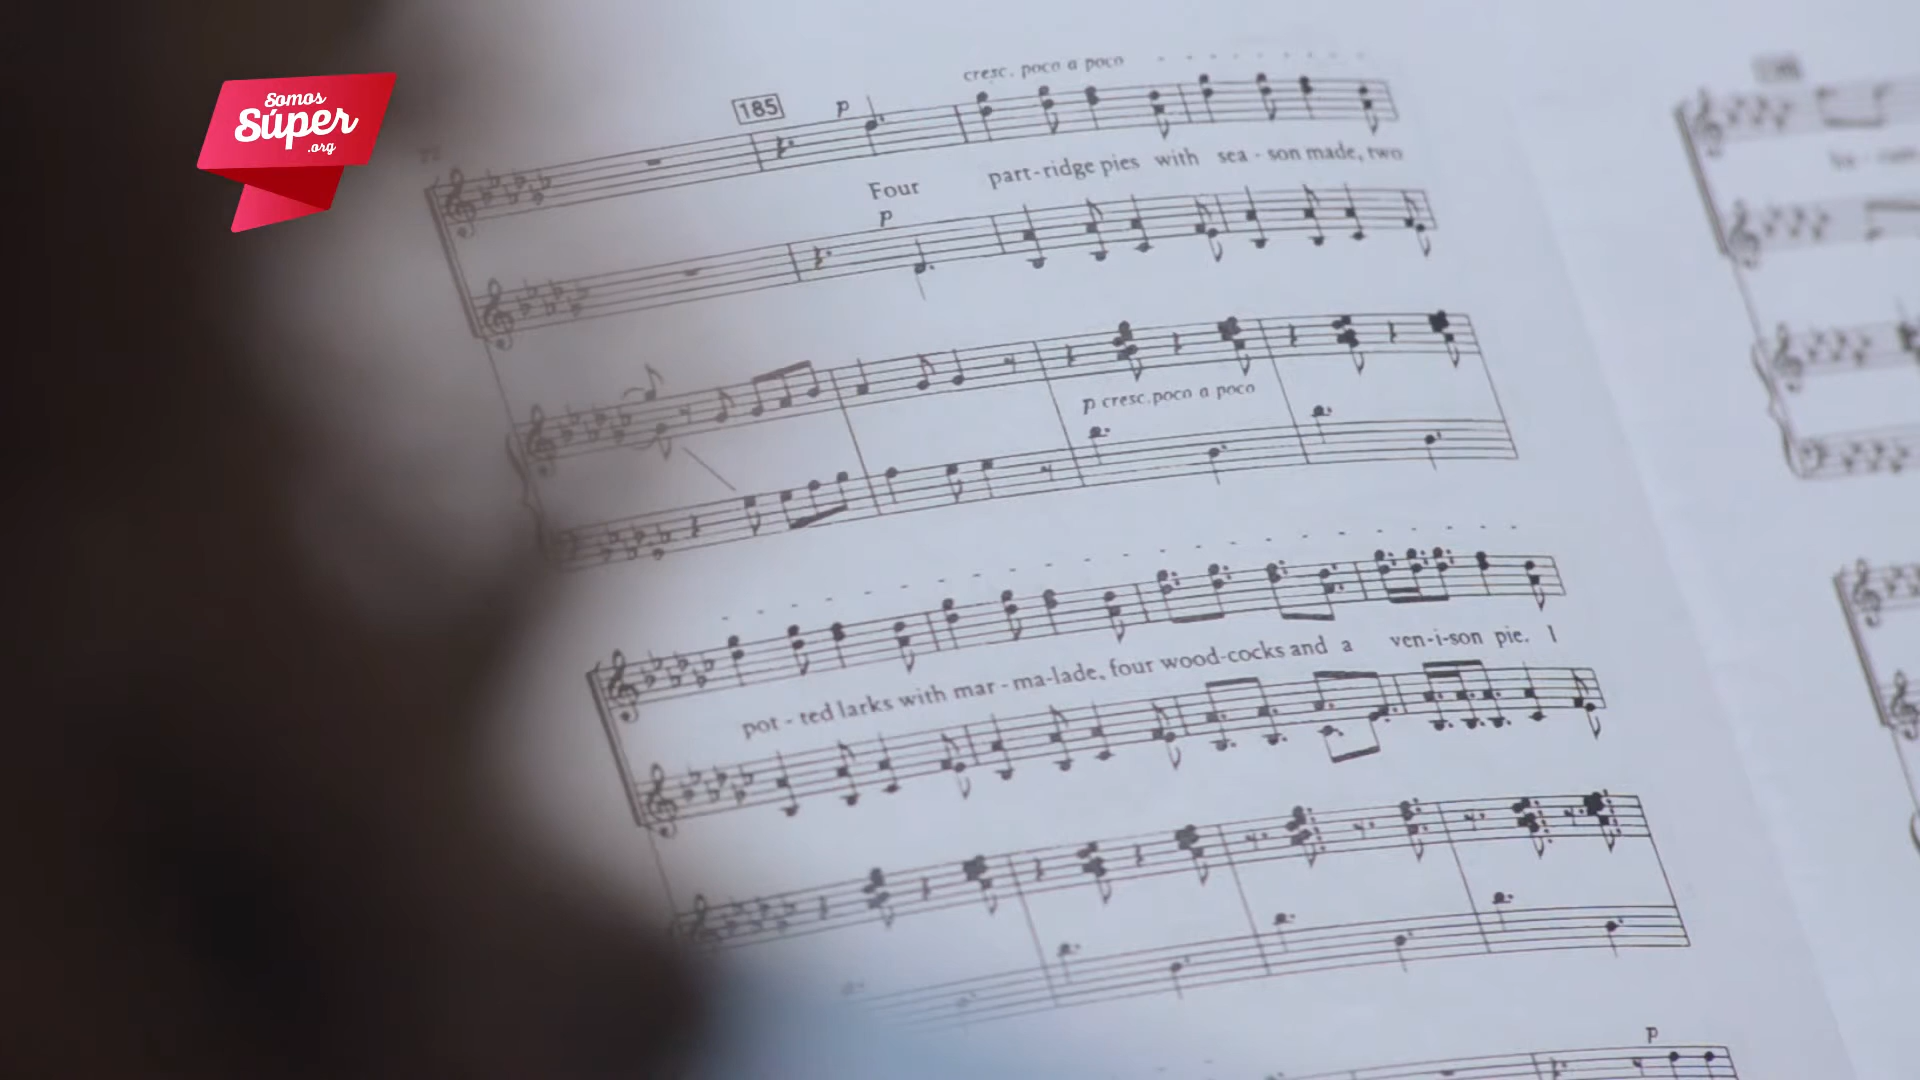 Somos
Súper
.org
cresc. poco a poco
185
p
Four part-ridge pies with sea - son made, two
p
p cresc. poco a poco
pot - ted larks with mar - ma-lade, four wood-cocks and a ven-i-son pie. I
p